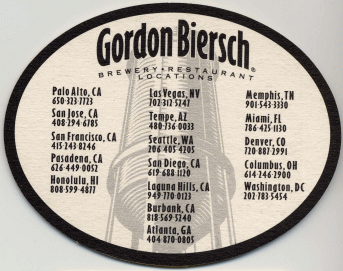 Gordon Biersch®
BREWERY • RESTAURANT
LOCATIONS
Palo Alto, CA
650·323·7723
San Jose, CA
408·294·6785
San Francisco, CA
415·243·8246
Pasadena, CA
626·449·0052
Honolulu, HI
808·599·4877
Las Vegas, NV
702·312·5247
Tempe, AZ
480·736·0033
Seattle, WA
206·405·4205
San Diego, CA
619·688·1120
Laguna Hills, CA
949·770·0123
Burbank, CA
818·569·5240
Atlanta, GA
404·870·0805
Memphis, TN
901·543·3330
Miami, FL
786·425·1130
Denver, CO
720·887·2991
Columbus, OH
614·246·2900
Washington, DC
202·783·5454